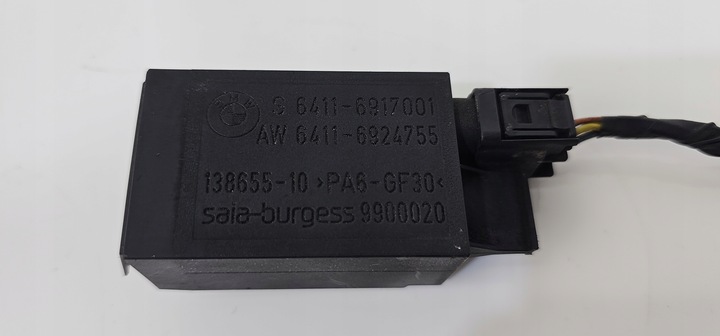 S 6411-6917001
AW 6411-6924755
138655-10 >PA6-GF30<
saia-burgess 9900020